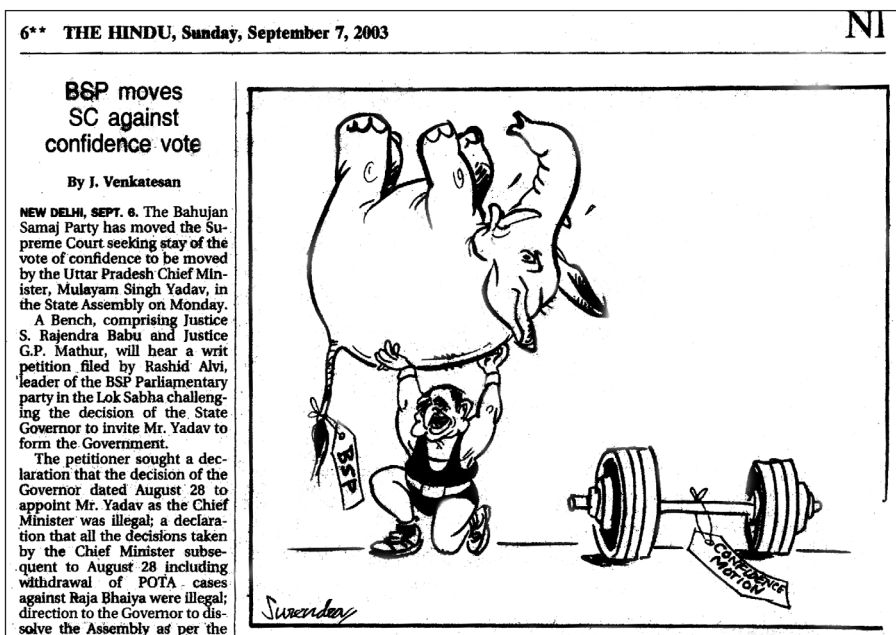 6** THE HINDU, Sunday, September 7, 2003
NI
BSP moves
SC against
confidence vote
By J. Venkatesan
NEW DELHI, SEPT. 6. The Bahujan
Samaj Party has moved the Su-
preme Court seeking stay of the
vote of confidence to be moved
by the Uttar Pradesh Chief Min-
ister, Mulayam Singh Yadav, in
the State Assembly on Monday.
A Bench, comprising Justice
S. Rajendra Babu and Justice
G.P. Mathur, will hear a writ
petition filed by Rashid Alvi,
leader of the BSP Parliamentary
party in the Lok Sabha challeng-
ing the decision of the State
Governor to invite Mr. Yadav to
form the Government.
The petitioner sought a dec-
laration that the decision of the
Governor dated August 28 to
appoint Mr. Yadav as the Chief
Minister was illegal; a declara-
tion that all the decisions taken
by the Chief Minister subse-
quent to August 28 including
withdrawal of POTA cases
against Raja Bhaiya were illegal;
direction to the Governor to dis-
solve the Assembly as per the
BSP
CONFIDENCE
MOTION
Surendra